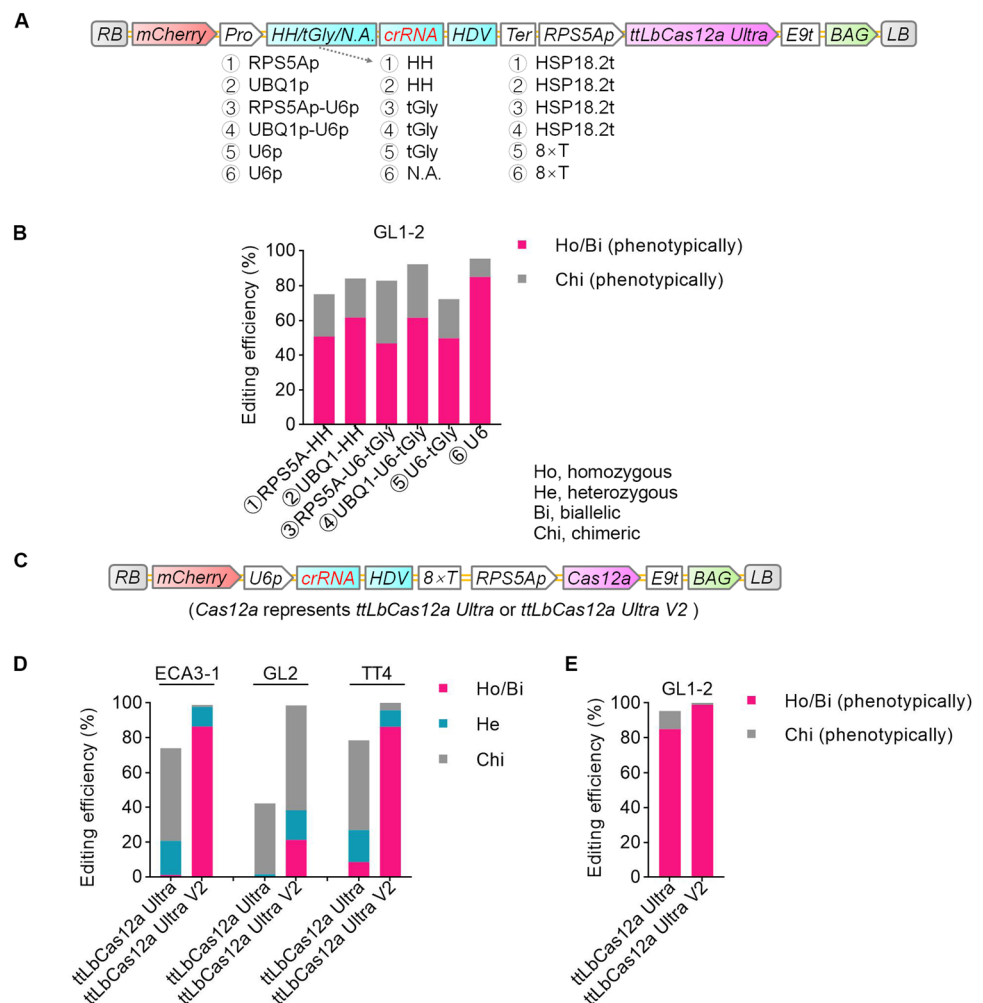 A
RB mCherry Pro HH/tGly/N.A. crRNA HDV Ter RPS5Ap ttLbCas12a Ultra E9t BAG LB
① RPS5Ap ① HH ① HSP18.2t
② UBQ1p ② HH ② HSP18.2t
③ RPS5Ap-U6p ③ tGly ③ HSP18.2t
④ UBQ1p-U6p ④ tGly ④ HSP18.2t
⑤ U6p ⑤ tGly ⑤ 8×T
⑥ U6p ⑥ N.A. ⑥ 8×T
B
GL1-2
Editing efficiency (%)
100
80
60
40
20
0
①RPS5A-HH
②UBQ1-HH
③RPS5A-U6-tGly
④UBQ1-U6-tGly
⑤U6-tGly
⑥U6
Ho/Bi (phenotypically)
Chi (phenotypically)
Ho, homozygous
He, heterozygous
Bi, biallelic
Chi, chimeric
C
RB mCherry U6p crRNA HDV 8×T RPS5Ap Cas12a E9t BAG LB
(Cas12a represents ttLbCas12a Ultra or ttLbCas12a Ultra V2 )
D
ECA3-1 GL2 TT4
Editing efficiency (%)
100
80
60
40
20
0
ttLbCas12a Ultra
ttLbCas12a Ultra V2
ttLbCas12a Ultra
ttLbCas12a Ultra V2
ttLbCas12a Ultra
ttLbCas12a Ultra V2
Ho/Bi
He
Chi
E
GL1-2
Editing efficiency (%)
100
80
60
40
20
0
ttLbCas12a Ultra
ttLbCas12a Ultra V2
Ho/Bi (phenotypically)
Chi (phenotypically)